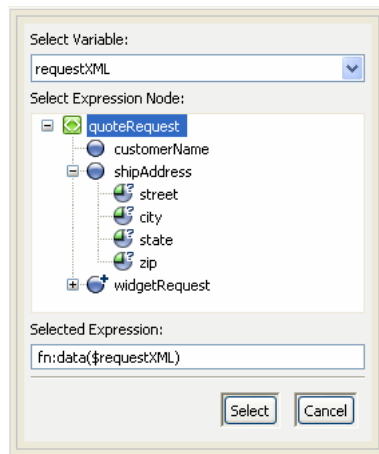 Select Variable:
requestXML
Select Expression Node:
quoteRequest
customerName
shipAddress
street
city
state
zip
widgetRequest
Selected Expression:
fn:data($requestXML)
Select Cancel